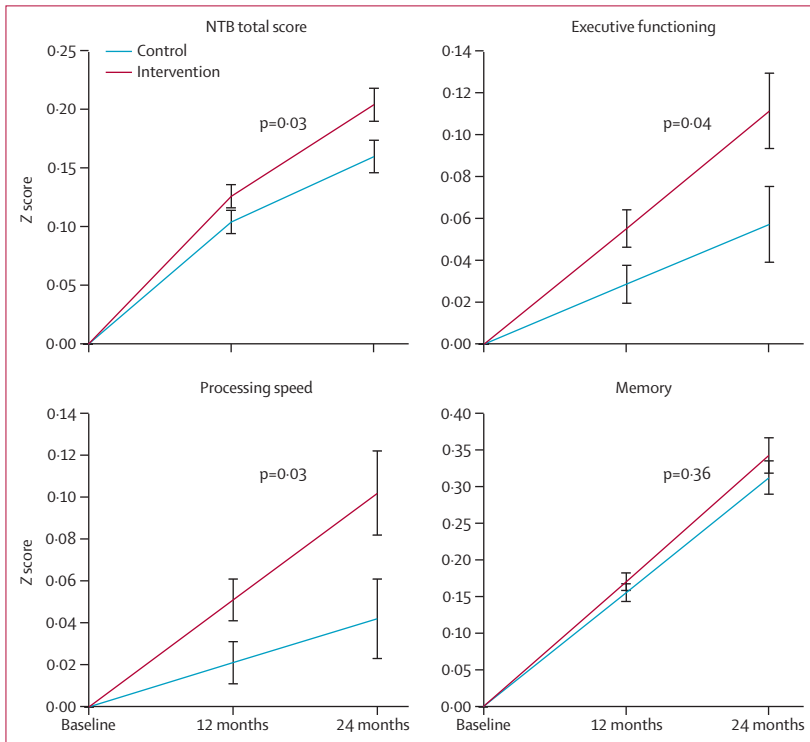 NTB total score
Control
Intervention
Z score
0·25
0·20
0·15
0·10
0·05
0·00
p=0·03
Executive functioning
0·14
0·12
0·10
0·08
0·06
0·04
0·02
0·00
p=0·04
Processing speed
Z score
0·14
0·12
0·10
0·08
0·06
0·04
0·02
0·00
p=0·03
Baseline
12 months
24 months
Memory
0·40
0·35
0·30
0·25
0·20
0·15
0·10
0·05
0·00
p=0·36
Baseline
12 months
24 months